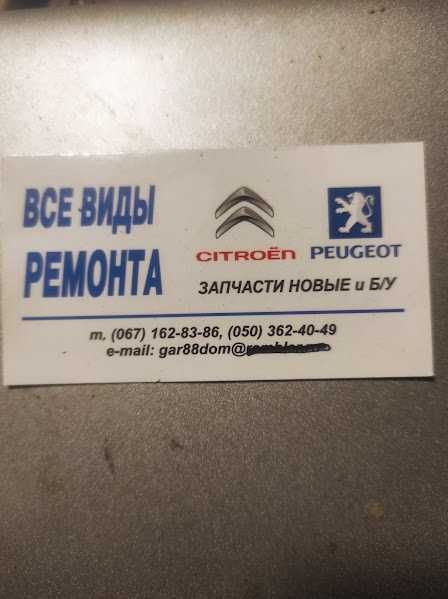 ВСЕ ВИДЫ
РЕМОНТА
CITROËN PEUGEOT
ЗАПЧАСТИ НОВЫЕ и Б/У
т, (067) 162-83-86, (050) 362-40-49
e-mail: gar88dom@